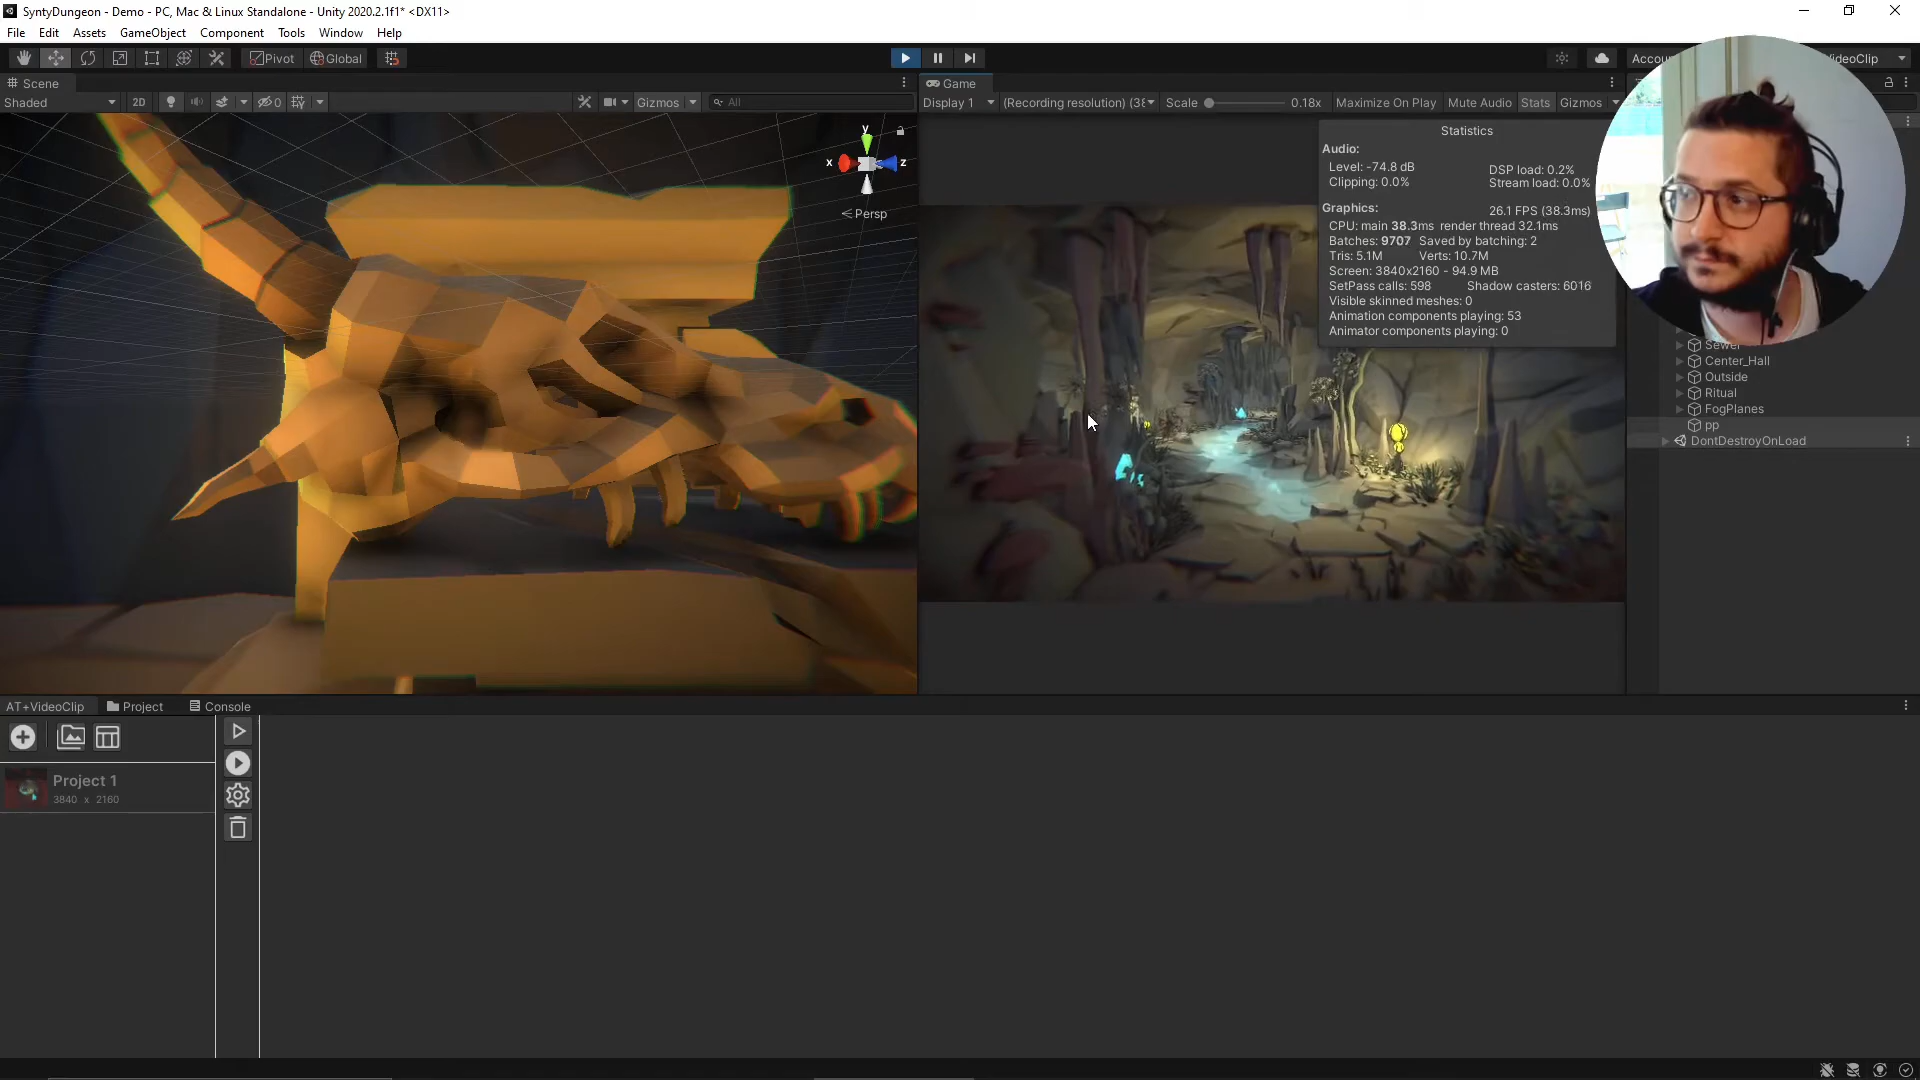 SyntyDungeon - Demo - PC, Mac & Linux Standalone - Unity 2020.2.1f1* <DX11>
File Edit Assets GameObject Component Tools Window Help
Pivot Global
Scene
Shaded 2D 0 Gizmos All
y
x z
Persp
Game
Display 1 (Recording resolution) (38 Scale 0.18x Maximize On Play Mute Audio Stats Gizmos
Statistics
Audio:
Level: -74.8 dB DSP load: 0.2%
Clipping: 0.0% Stream load: 0.0%
Graphics: 26.1 FPS (38.3ms)
CPU: main 38.3ms render thread 32.1ms
Batches: 9707 Saved by batching: 2
Tris: 5.1M Verts: 10.7M
Screen: 3840x2160 - 94.9 MB
SetPass calls: 598 Shadow casters: 6016
Visible skinned meshes: 0
Animation components playing: 53
Animator components playing: 0
Accou
ideoClip
Sewer
Center_Hall
Outside
Ritual
FogPlanes
pp
DontDestroyOnLoad
AT+VideoClip Project Console
Project 1
3840 x 2160